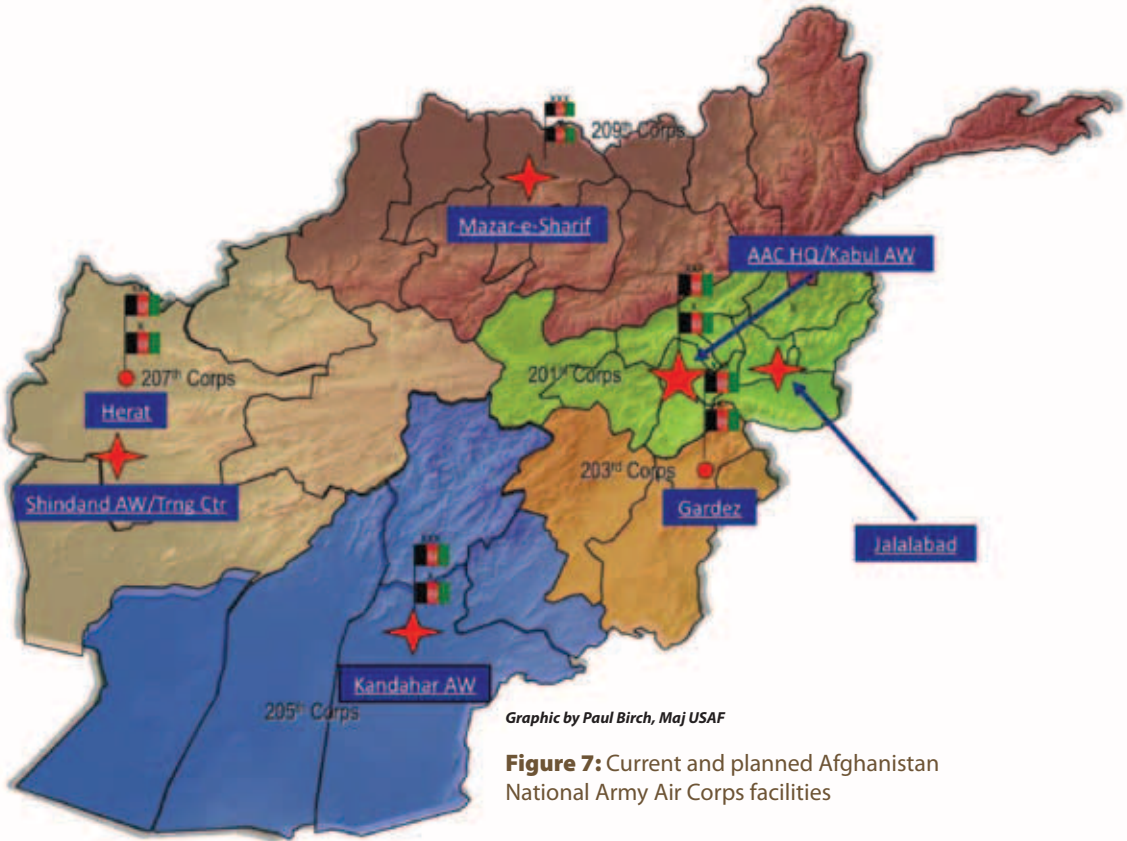 XXX
209th Corps
Mazar-e-Sharif
AAC HQ/Kabul AW
207th Corps
201st Corps
Herat
203rd Corps
Shindand AW/Trng Ctr
Gardez
Jalalabad
XXX
X
Kandahar AW
205th Corps
Graphic by Paul Birch, Maj USAF
Figure 7: Current and planned Afghanistan
National Army Air Corps facilities